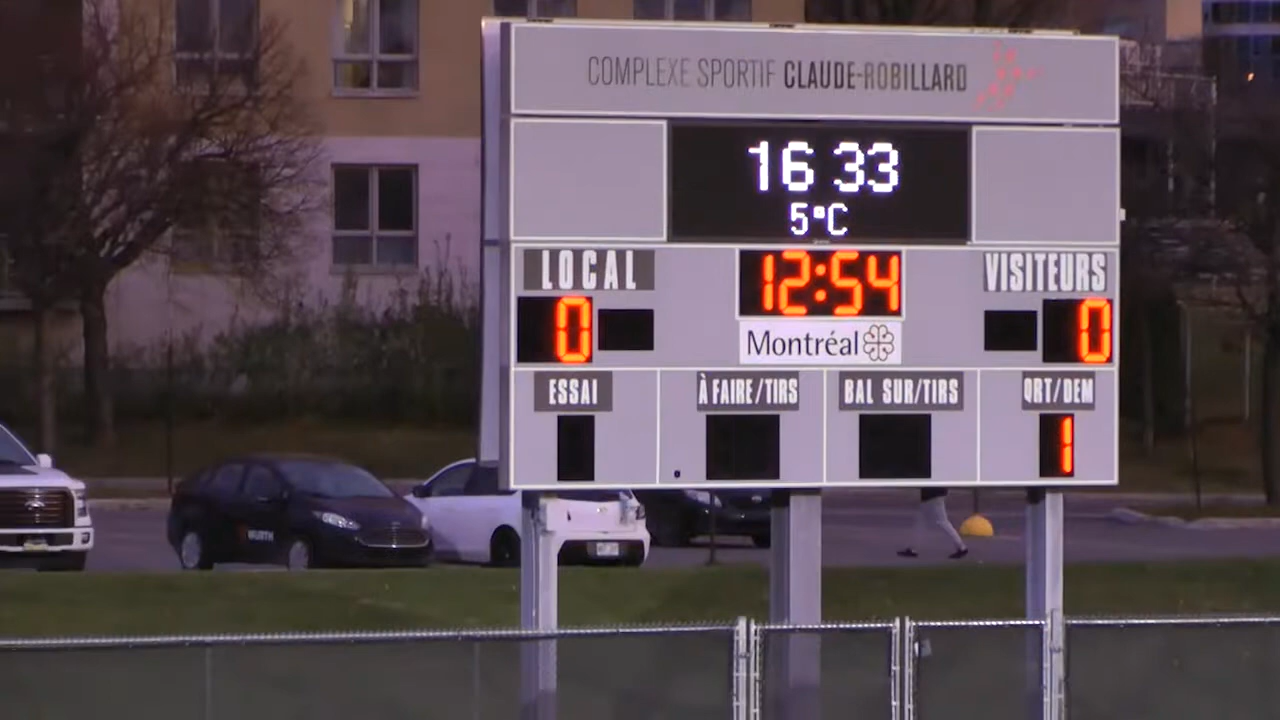 COMPLEXE SPORTIF CLAUDE-ROBILLARD
16 33
5°C
LOCAL 12:54 VISITEURS
0 0
Montréal
ESSAI À FAIRE/TIRS BAL SUR/TIRS QRT/DEM
1
WURTH